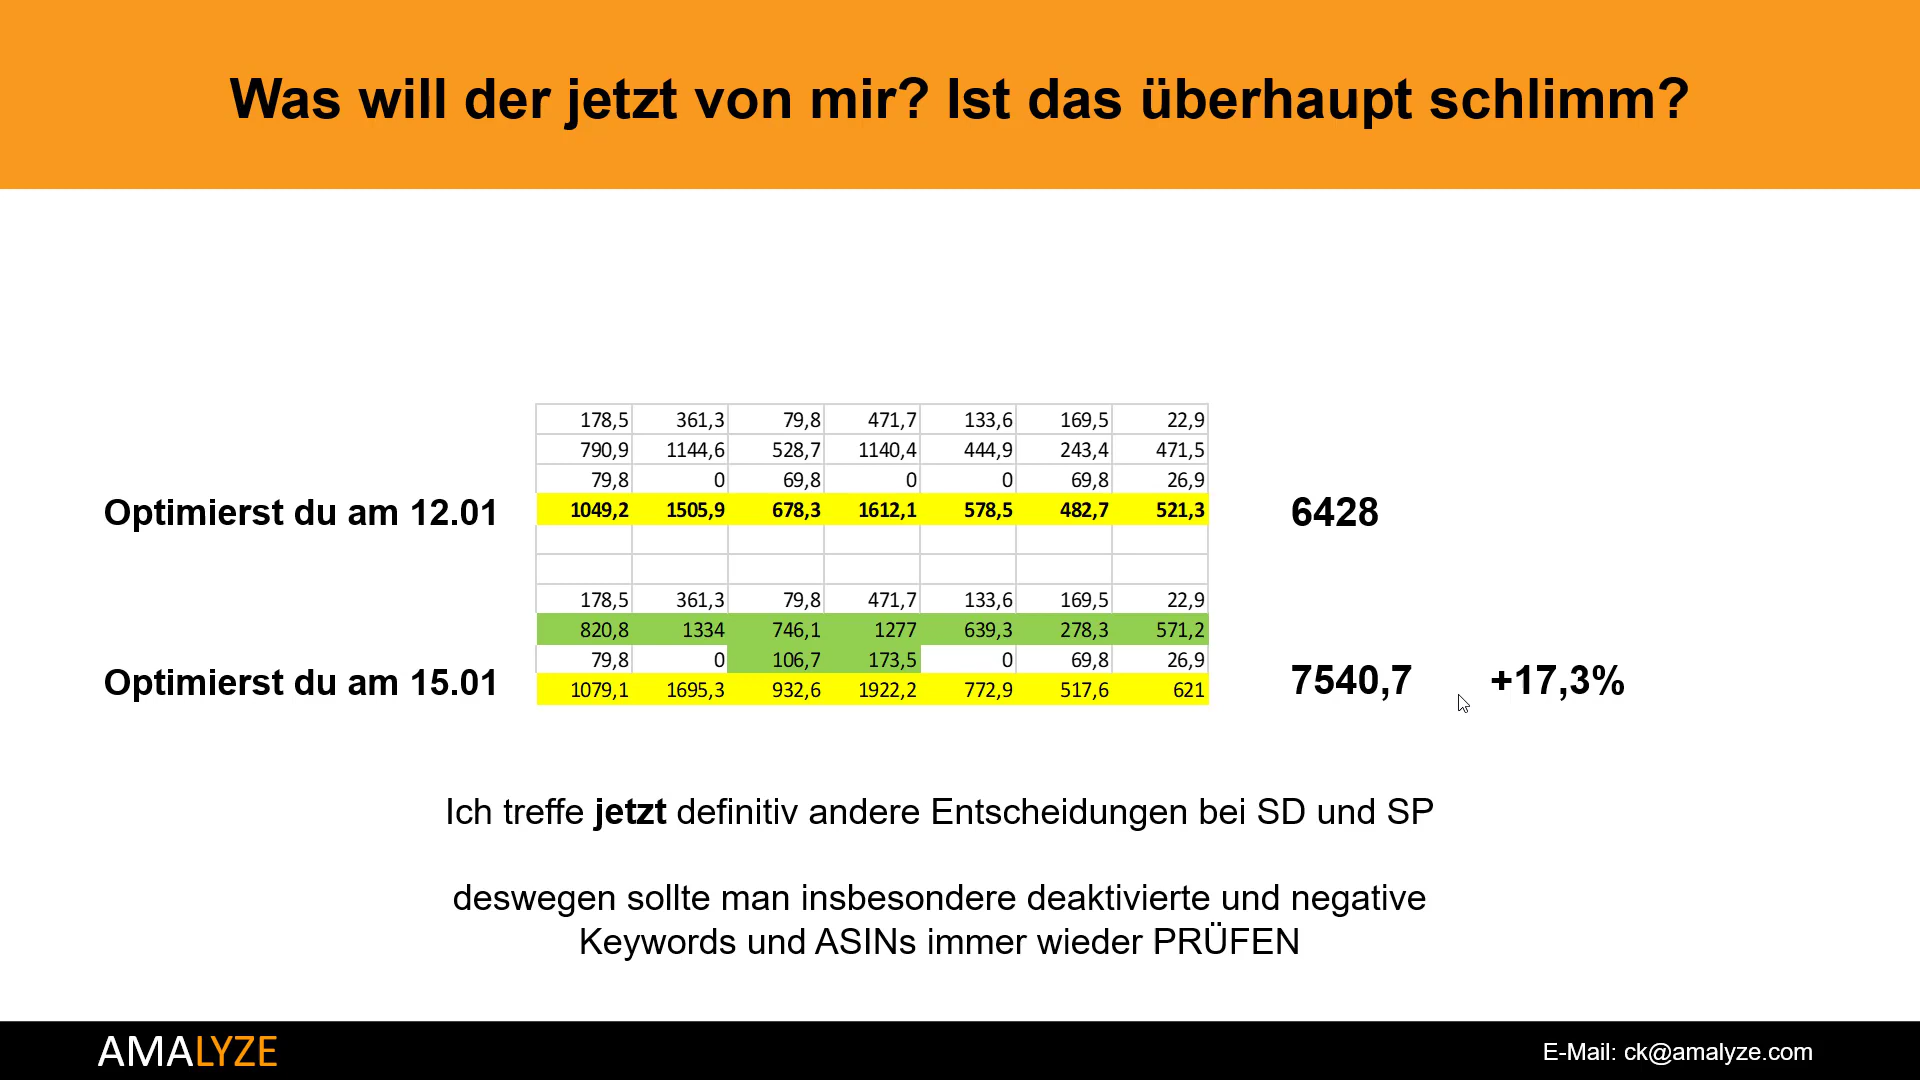 Was will der jetzt von mir? Ist das überhaupt schlimm?
178,5 361,3 79,8 471,7 133,6 169,5 22,9
790,9 1144,6 528,7 1140,4 444,9 243,4 471,5
79,8 0 69,8 0 0 69,8 26,9
Optimierst du am 12.01 1049,2 1505,9 678,3 1612,1 578,5 482,7 521,3 6428
178,5 361,3 79,8 471,7 133,6 169,5 22,9
820,8 1334 746,1 1277 639,3 278,3 571,2
79,8 0 106,7 173,5 0 69,8 26,9
Optimierst du am 15.01 1079,1 1695,3 932,6 1922,2 772,9 517,6 621 7540,7 +17,3%
Ich treffe jetzt definitiv andere Entscheidungen bei SD und SP
deswegen sollte man insbesondere deaktivierte und negative
Keywords und ASINs immer wieder PRÜFEN
AMALYZE E-Mail: ck@amalyze.com